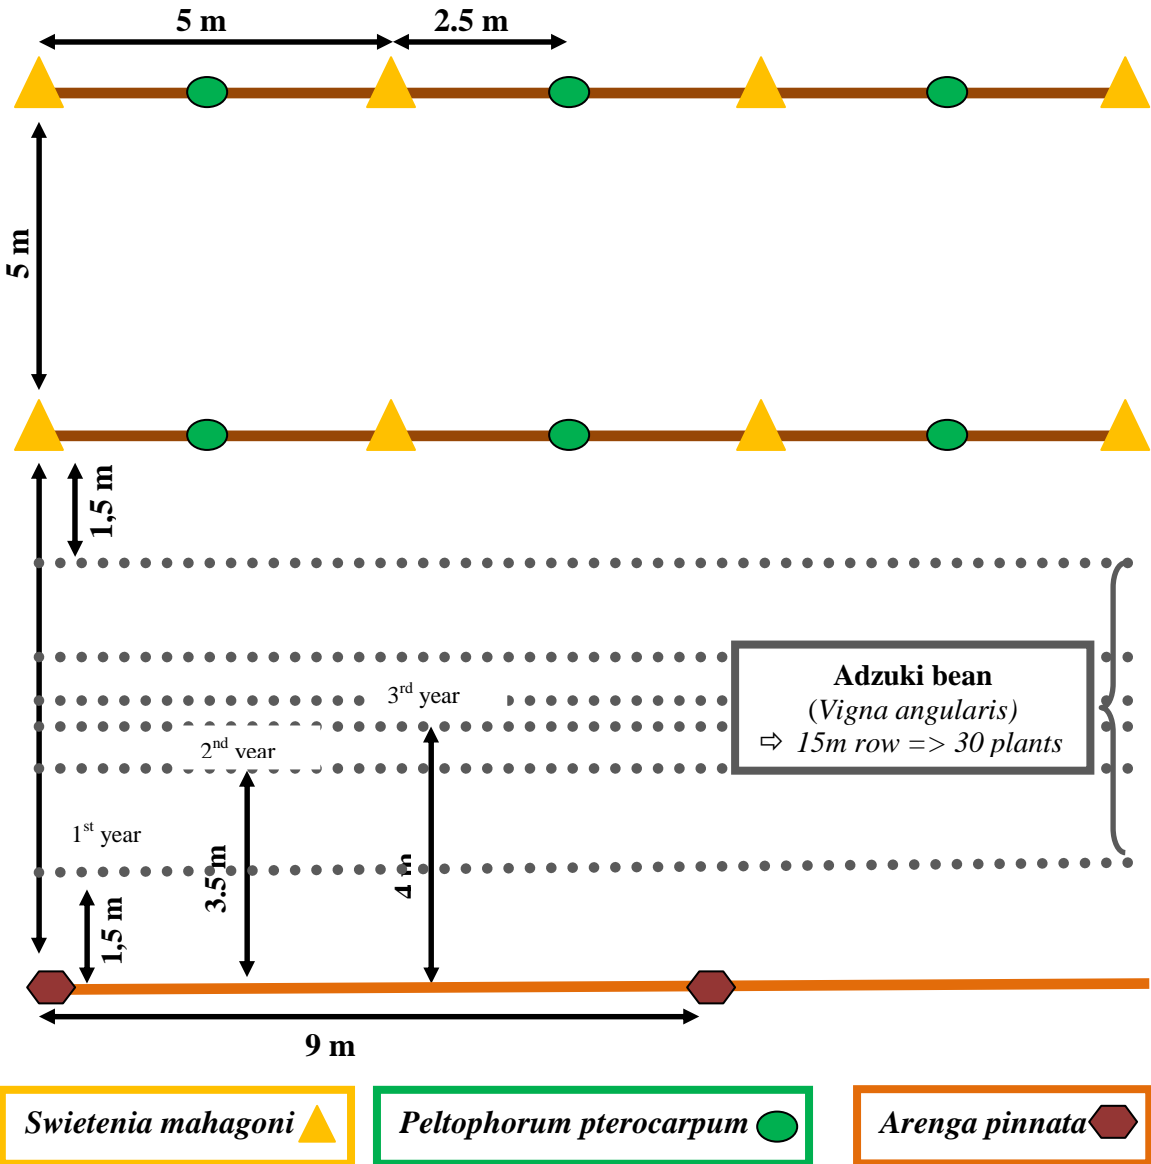 5 m
2.5 m
5 m
1,5 m
3rd year
Adzuki bean
(Vigna angularis)
⇨ 15m row => 30 plants
2nd year
1st year
3.5 m
4 m
1,5 m
9 m
Swietenia mahagoni
Peltophorum pterocarpum
Arenga pinnata